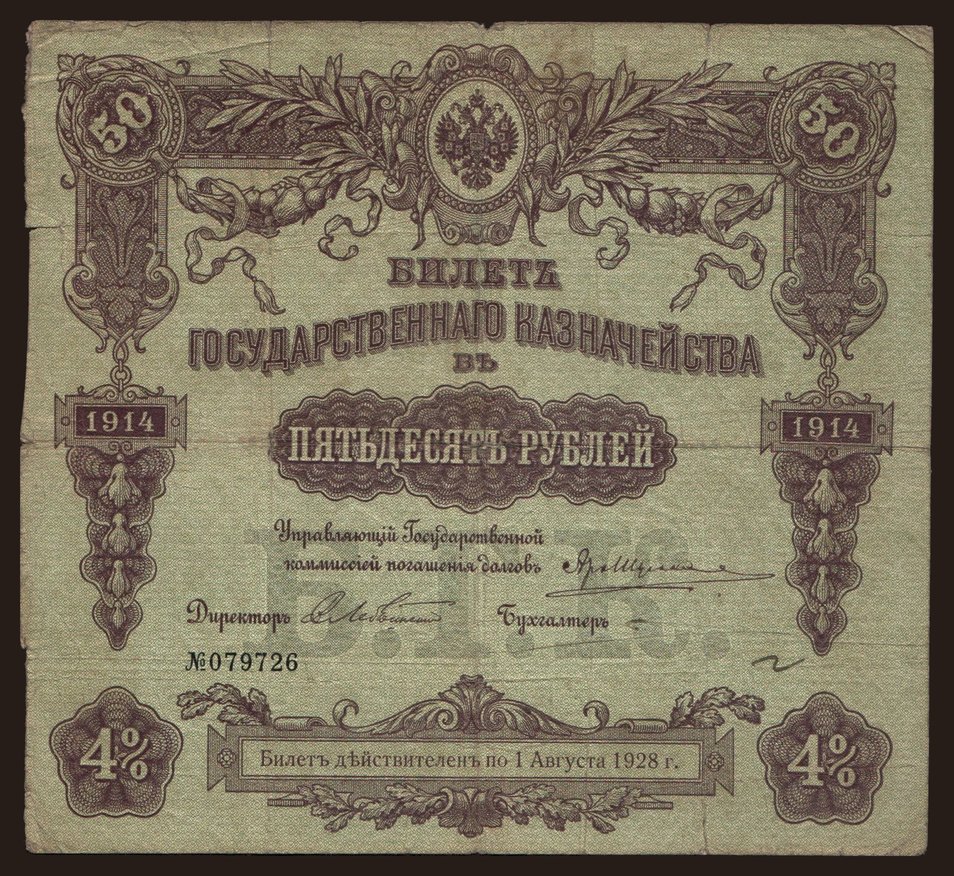 50
50
БИЛЕТЪ
ГОСУДАРСТВЕННАГО КАЗНАЧЕЙСТВА
ВЪ
1914
1914
ПЯТЬДЕСЯТЪ РУБЛЕЙ
Б.Г.К.
Управляющій Государственной
коммиссіей погашенія долговъ
Директоръ
Бухгалтеръ
№079726
4%
4%
Билетъ дѣйствителенъ по 1 Августа 1928 г.